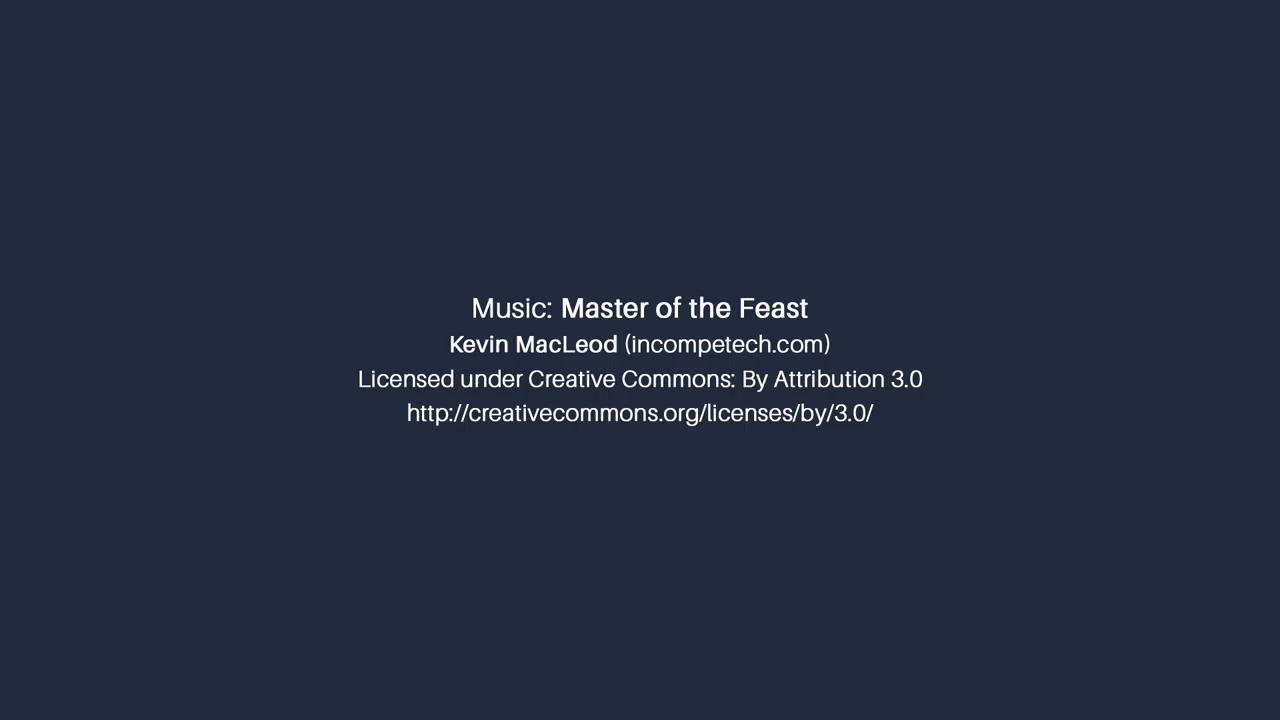 Music: Master of the Feast
Kevin MacLeod (incompetech.com)
Licensed under Creative Commons: By Attribution 3.0
http://creativecommons.org/licenses/by/3.0/